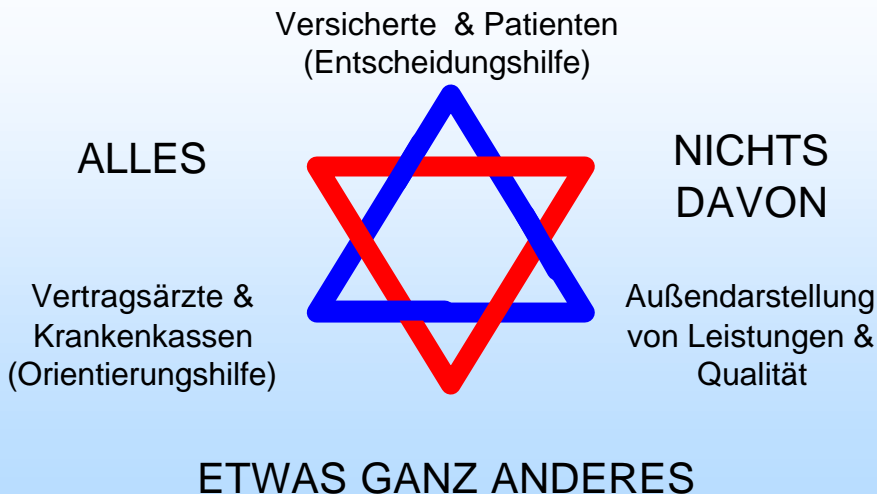 Versicherte & Patienten
(Entscheidungshilfe)
ALLES
NICHTS
DAVON
Vertragsärzte &
Krankenkassen
(Orientierungshilfe)
Außendarstellung
von Leistungen &
Qualität
ETWAS GANZ ANDERES